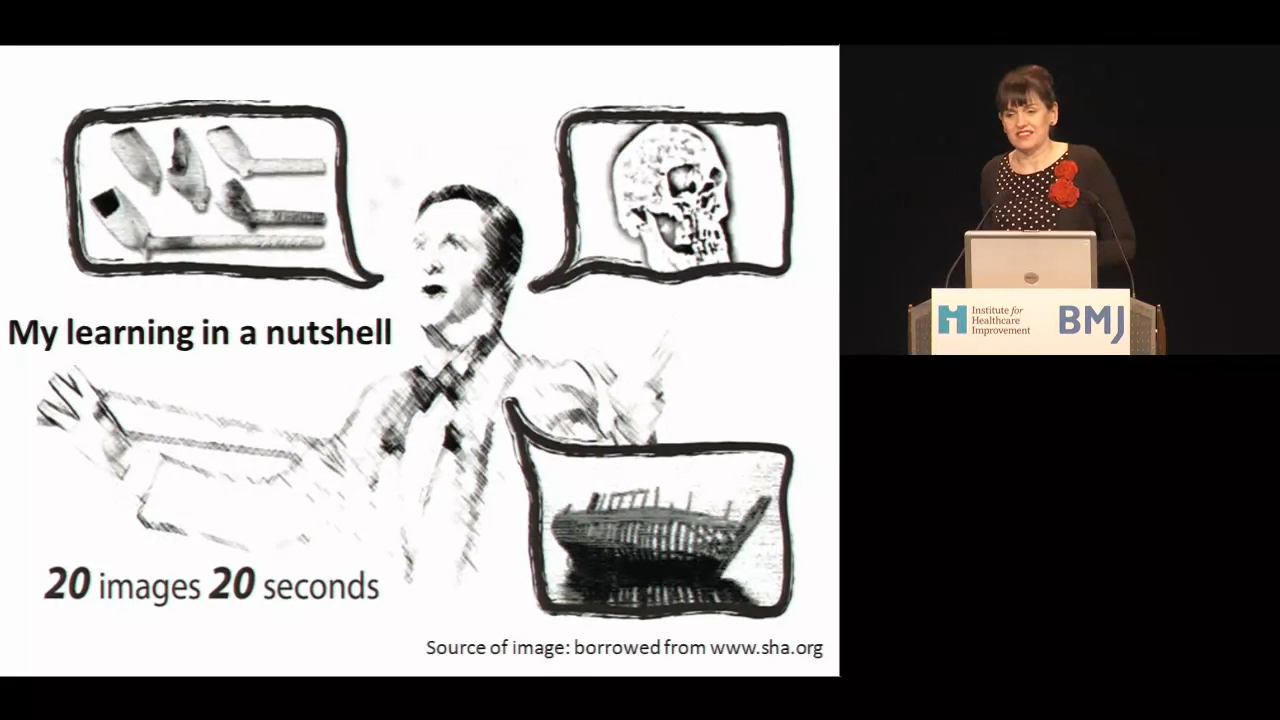 My learning in a nutshell
20 images 20 seconds
Source of image: borrowed from www.sha.org
Institute for
Healthcare
Improvement
BMJ